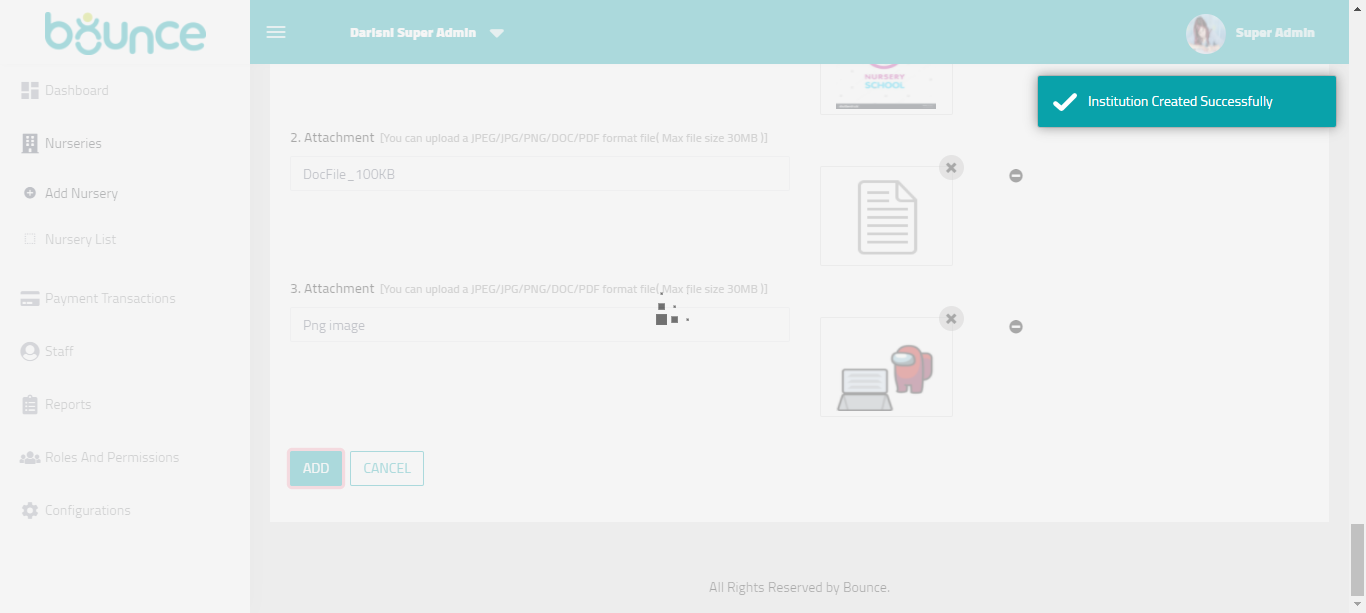 bounce
Darisni Super Admin
Super Admin
Dashboard
Nurseries
Add Nursery
Nursery List
Payment Transactions
Staff
Reports
Roles And Permissions
Configurations
NURSERY
SCHOOL
Institution Created Successfully
2. Attachment [You can upload a JPEG/JPG/PNG/DOC/PDF format file( Max file size 30MB )]
DocFile_100KB
3. Attachment [You can upload a JPEG/JPG/PNG/DOC/PDF format file( Max file size 30MB )]
Png image
ADD
CANCEL
All Rights Reserved by Bounce.